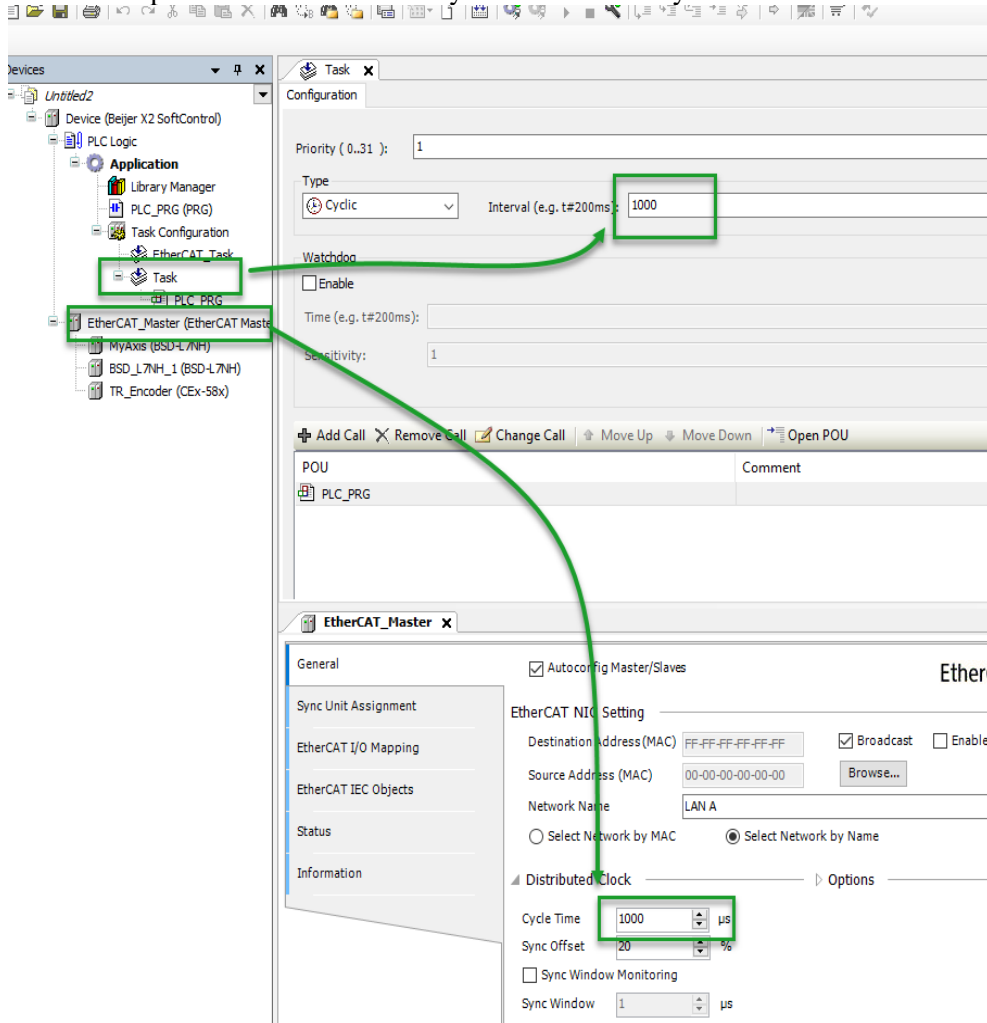 Devices
Untitled2
Device (Beijer X2 SoftControl)
PLC Logic
Application
Library Manager
PLC_PRG (PRG)
Task Configuration
EtherCAT_Task
Task
PLC_PRG
EtherCAT_Master (EtherCAT Maste
MyAxis (BSD-L7NH)
BSD_L7NH_1 (BSD-L7NH)
TR_Encoder (CEx-58x)
Task
Configuration
Priority ( 0..31 ): 1
Type
Cyclic Interval (e.g. t#200ms): 1000
Watchdog
Enable
Time (e.g. t#200ms):
Sensitivity: 1
Add Call Remove Call Change Call Move Up Move Down Open POU
POU Comment
PLC_PRG
EtherCAT_Master
General
Sync Unit Assignment
EtherCAT I/O Mapping
EtherCAT IEC Objects
Status
Information
Autoconfig Master/Slaves
Ether
EtherCAT NIC Setting
Destination Address (MAC) FF-FF-FF-FF-FF-FF Broadcast Enable
Source Address (MAC) 00-00-00-00-00-00 Browse...
Network Name LAN A
Select Network by MAC Select Network by Name
Distributed Clock Options
Cycle Time 1000 µs
Sync Offset 20 %
Sync Window Monitoring
Sync Window 1 µs